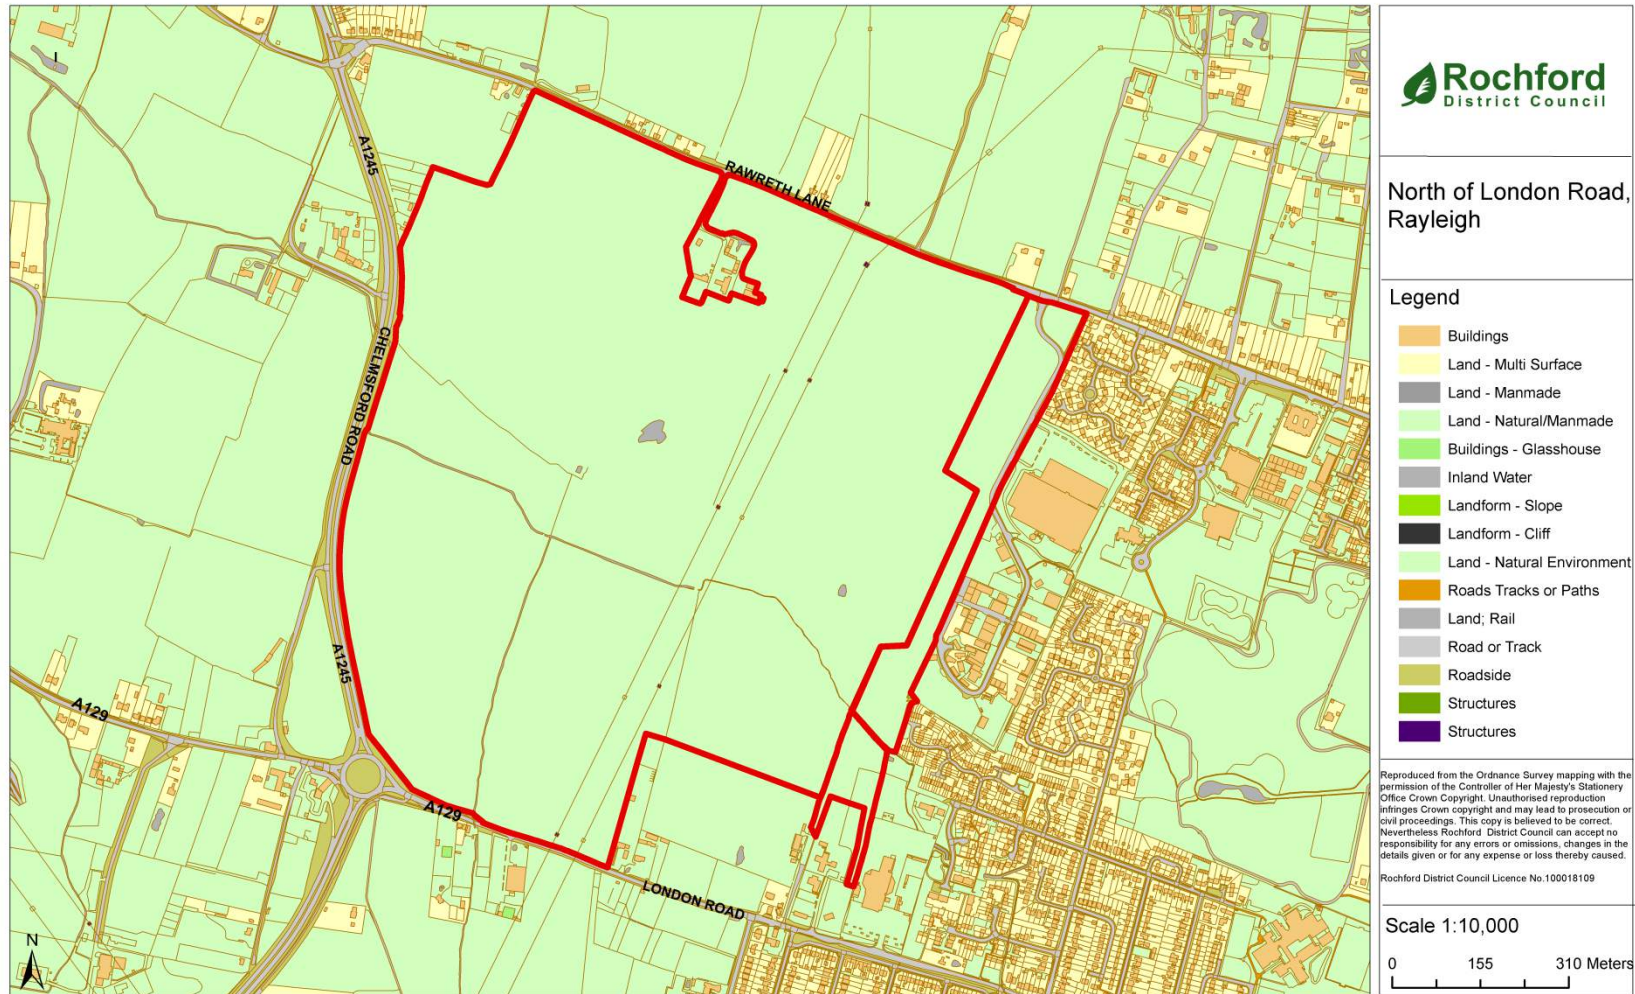 A1245
RAWRETH LANE
CHELMSFORD ROAD
A1245
A129
A129
LONDON ROAD
N
Rochford
District Council
North of London Road,
Rayleigh
Legend
Buildings
Land - Multi Surface
Land - Manmade
Land - Natural/Manmade
Buildings - Glasshouse
Inland Water
Landform - Slope
Landform - Cliff
Land - Natural Environment
Roads Tracks or Paths
Land; Rail
Road or Track
Roadside
Structures
Structures
Reproduced from the Ordnance Survey mapping with the
permission of the Controller of Her Majesty's Stationery
Office Crown Copyright. Unauthorised reproduction
infringes Crown copyright and may lead to prosecution or
civil proceedings. This copy is believed to be correct.
Nevertheless Rochford District Council can accept no
responsibility for any errors or omissions, changes in the
details given or for any expense or loss thereby caused.
Rochford District Council Licence No.100018109
Scale 1:10,000
0 155 310 Meters